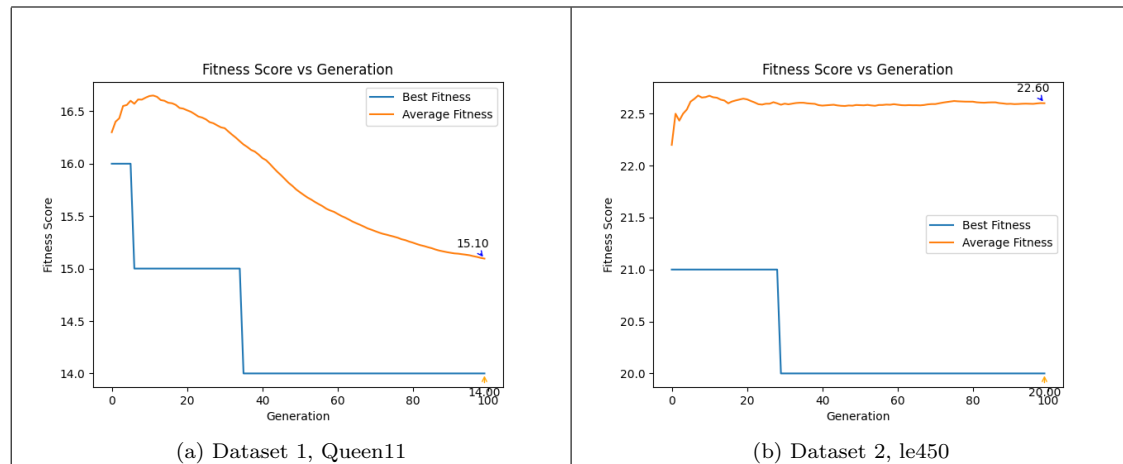 Fitness Score vs Generation
Best Fitness
Average Fitness
16.5
16.0
15.5
15.0
14.5
14.0
Fitness Score
15.10
14.00
0
20
40
60
80
100
Generation
(a) Dataset 1, Queen11
Fitness Score vs Generation
22.60
22.5
22.0
21.5
21.0
20.5
20.0
Fitness Score
Best Fitness
Average Fitness
20.00
0
20
40
60
80
100
Generation
(b) Dataset 2, le450